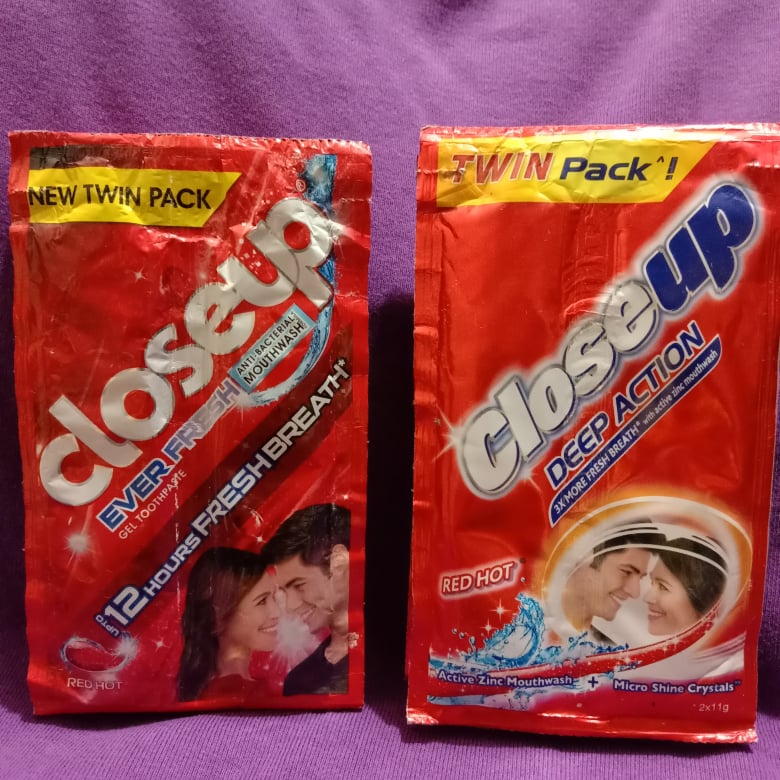 NEW TWIN PACK
closeup®
ANTI-BACTERIAL
MOUTHWASH
EVER FRESH
GEL TOOTHPASTE
UPTO 12 HOURS FRESH BREATH*
RED HOT
TWIN Pack^!
closeup
DEEP ACTION
3X MORE FRESH BREATH* with active zinc mouthwash
RED HOT
Active Zinc Mouthwash + Micro Shine Crystals**
2x11g